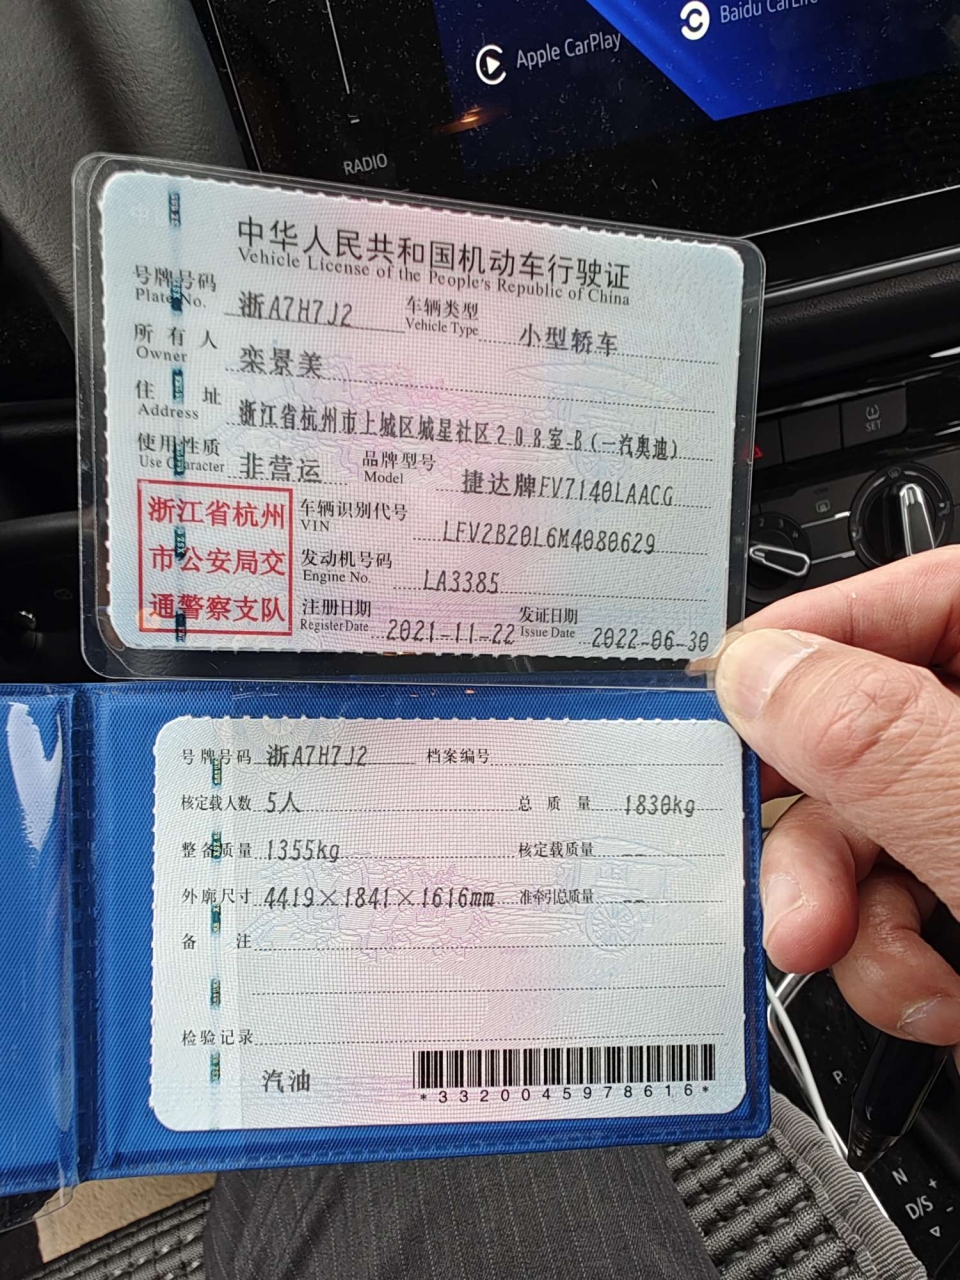 Apple CarPlay
Baidu CarLife
RADIO
SET
中华人民共和国机动车行驶证
Vehicle License of the People's Republic of China
号牌号码 浙A7H7J2 车辆类型 小型轿车
Plate No. Vehicle Type
所有人 栾景美
Owner
住址 浙江省杭州市上城区城星社区208室-B(一汽奥迪)
Address
使用性质 非营运 品牌型号 捷达牌FV7140LAACG
Use Character Model
浙江省杭州
市公安局交
通警察支队
车辆识别代号 LFV2B20L6M4080629
VIN
发动机号码 LA3385
Engine No.
注册日期 2021-11-22 发证日期 2022-06-30
Register Date Issue Date
号牌号码 浙A7H7J2 档案编号
核定载人数 5人 总质量 1830kg
整备质量 1355kg 核定载质量 --
外廓尺寸 4419×1841×1616mm 准牵引总质量 --
备注
检验记录
汽油
*3320045978616*
P
N
D/S
+
-